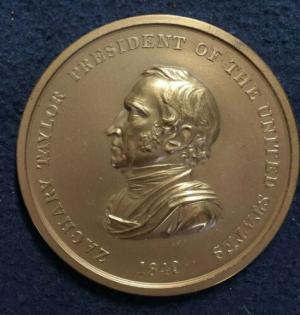 ZACHARY TAYLOR PRESIDENT OF THE UNITED STATES
1849